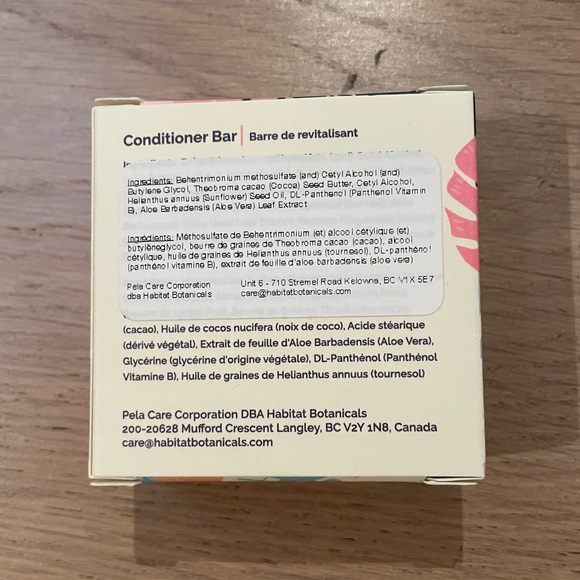 Conditioner Bar | Barre de revitalisant
Ingredients: Behentrimonium methosulfate (and) Cetyl Alcohol (and)
Butylene Glycol, Theobroma cacao (Cocoa) Seed Butter, Cetyl Alcohol,
Helianthus annuus (Sunflower) Seed Oil, DL-Panthenol (Panthenol Vitamin
B), Aloe Barbadensis (Aloe Vera) Leaf Extract
Ingrédients: Méthosulfate de Behentrimonium (et) alcool cétylique (et)
butylèneglycol, beurre de graines de Theobroma cacao (cacao), alcool
cétylique, huile de graines de Helianthus annuus (tournesol), DL-panthénol
(panthénol vitamine B), extrait de feuille d'aloe barbadensis (aloe vera)
Pela Care Corporation Unit 6 - 710 Stremel Road Kelowna, BC V1X 5E7
dba Habitat Botanicals care@habitatbotanicals.com
(cacao), Huile de cocos nucifera (noix de coco), Acide stéarique
(dérivé végétal), Extrait de feuille d'Aloe Barbadensis (Aloe Vera),
Glycérine (glycérine d'origine végétale), DL-Panthénol (Panthénol
Vitamine B), Huile de graines de Helianthus annuus (tournesol)
Pela Care Corporation DBA Habitat Botanicals
200-20628 Mufford Crescent Langley, BC V2Y 1N8, Canada
care@habitatbotanicals.com